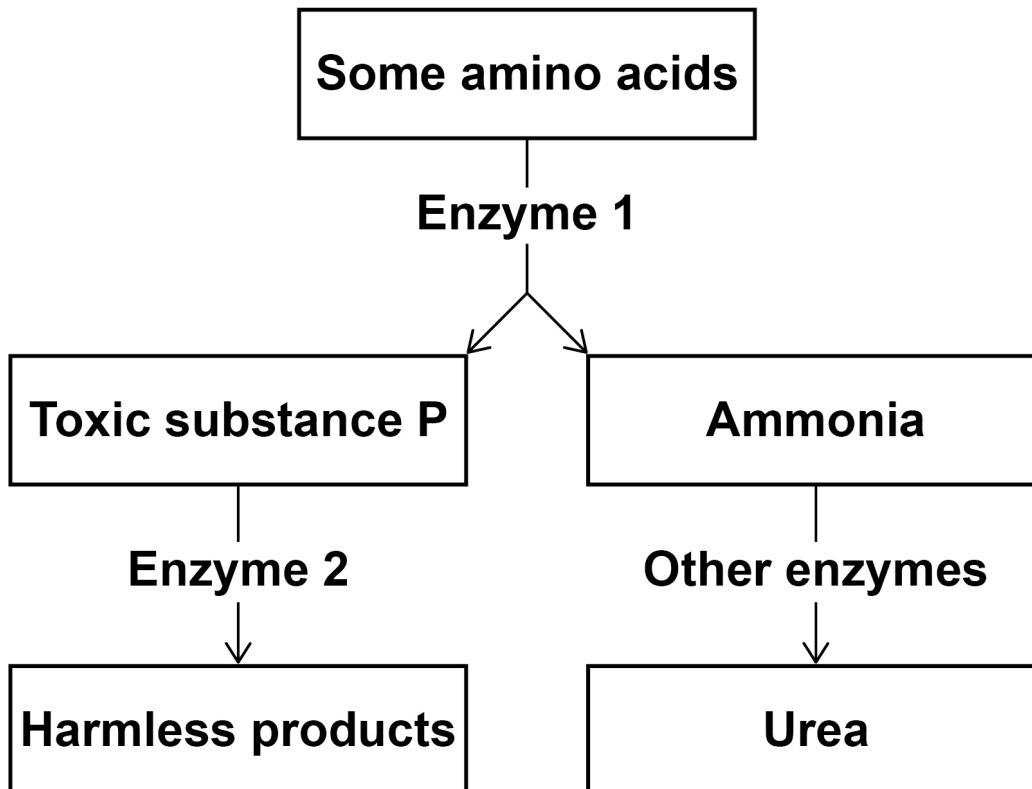 Some amino acids
Enzyme 1
Toxic substance P
Ammonia
Enzyme 2
Other enzymes
Harmless products
Urea